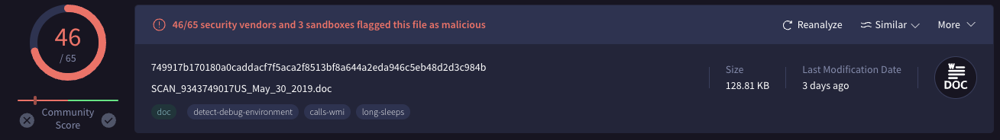 46
/ 65
Community
Score
46/65 security vendors and 3 sandboxes flagged this file as malicious
Reanalyze
Similar
More
749917b170180a0caddacf7f5aca2f8513bf8a644a2eda946c5eb48d2d3c984b
SCAN_9343749017US_May_30_2019.doc
doc
detect-debug-environment
calls-wmi
long-sleeps
Size
128.81 KB
Last Modification Date
3 days ago
W
DOC